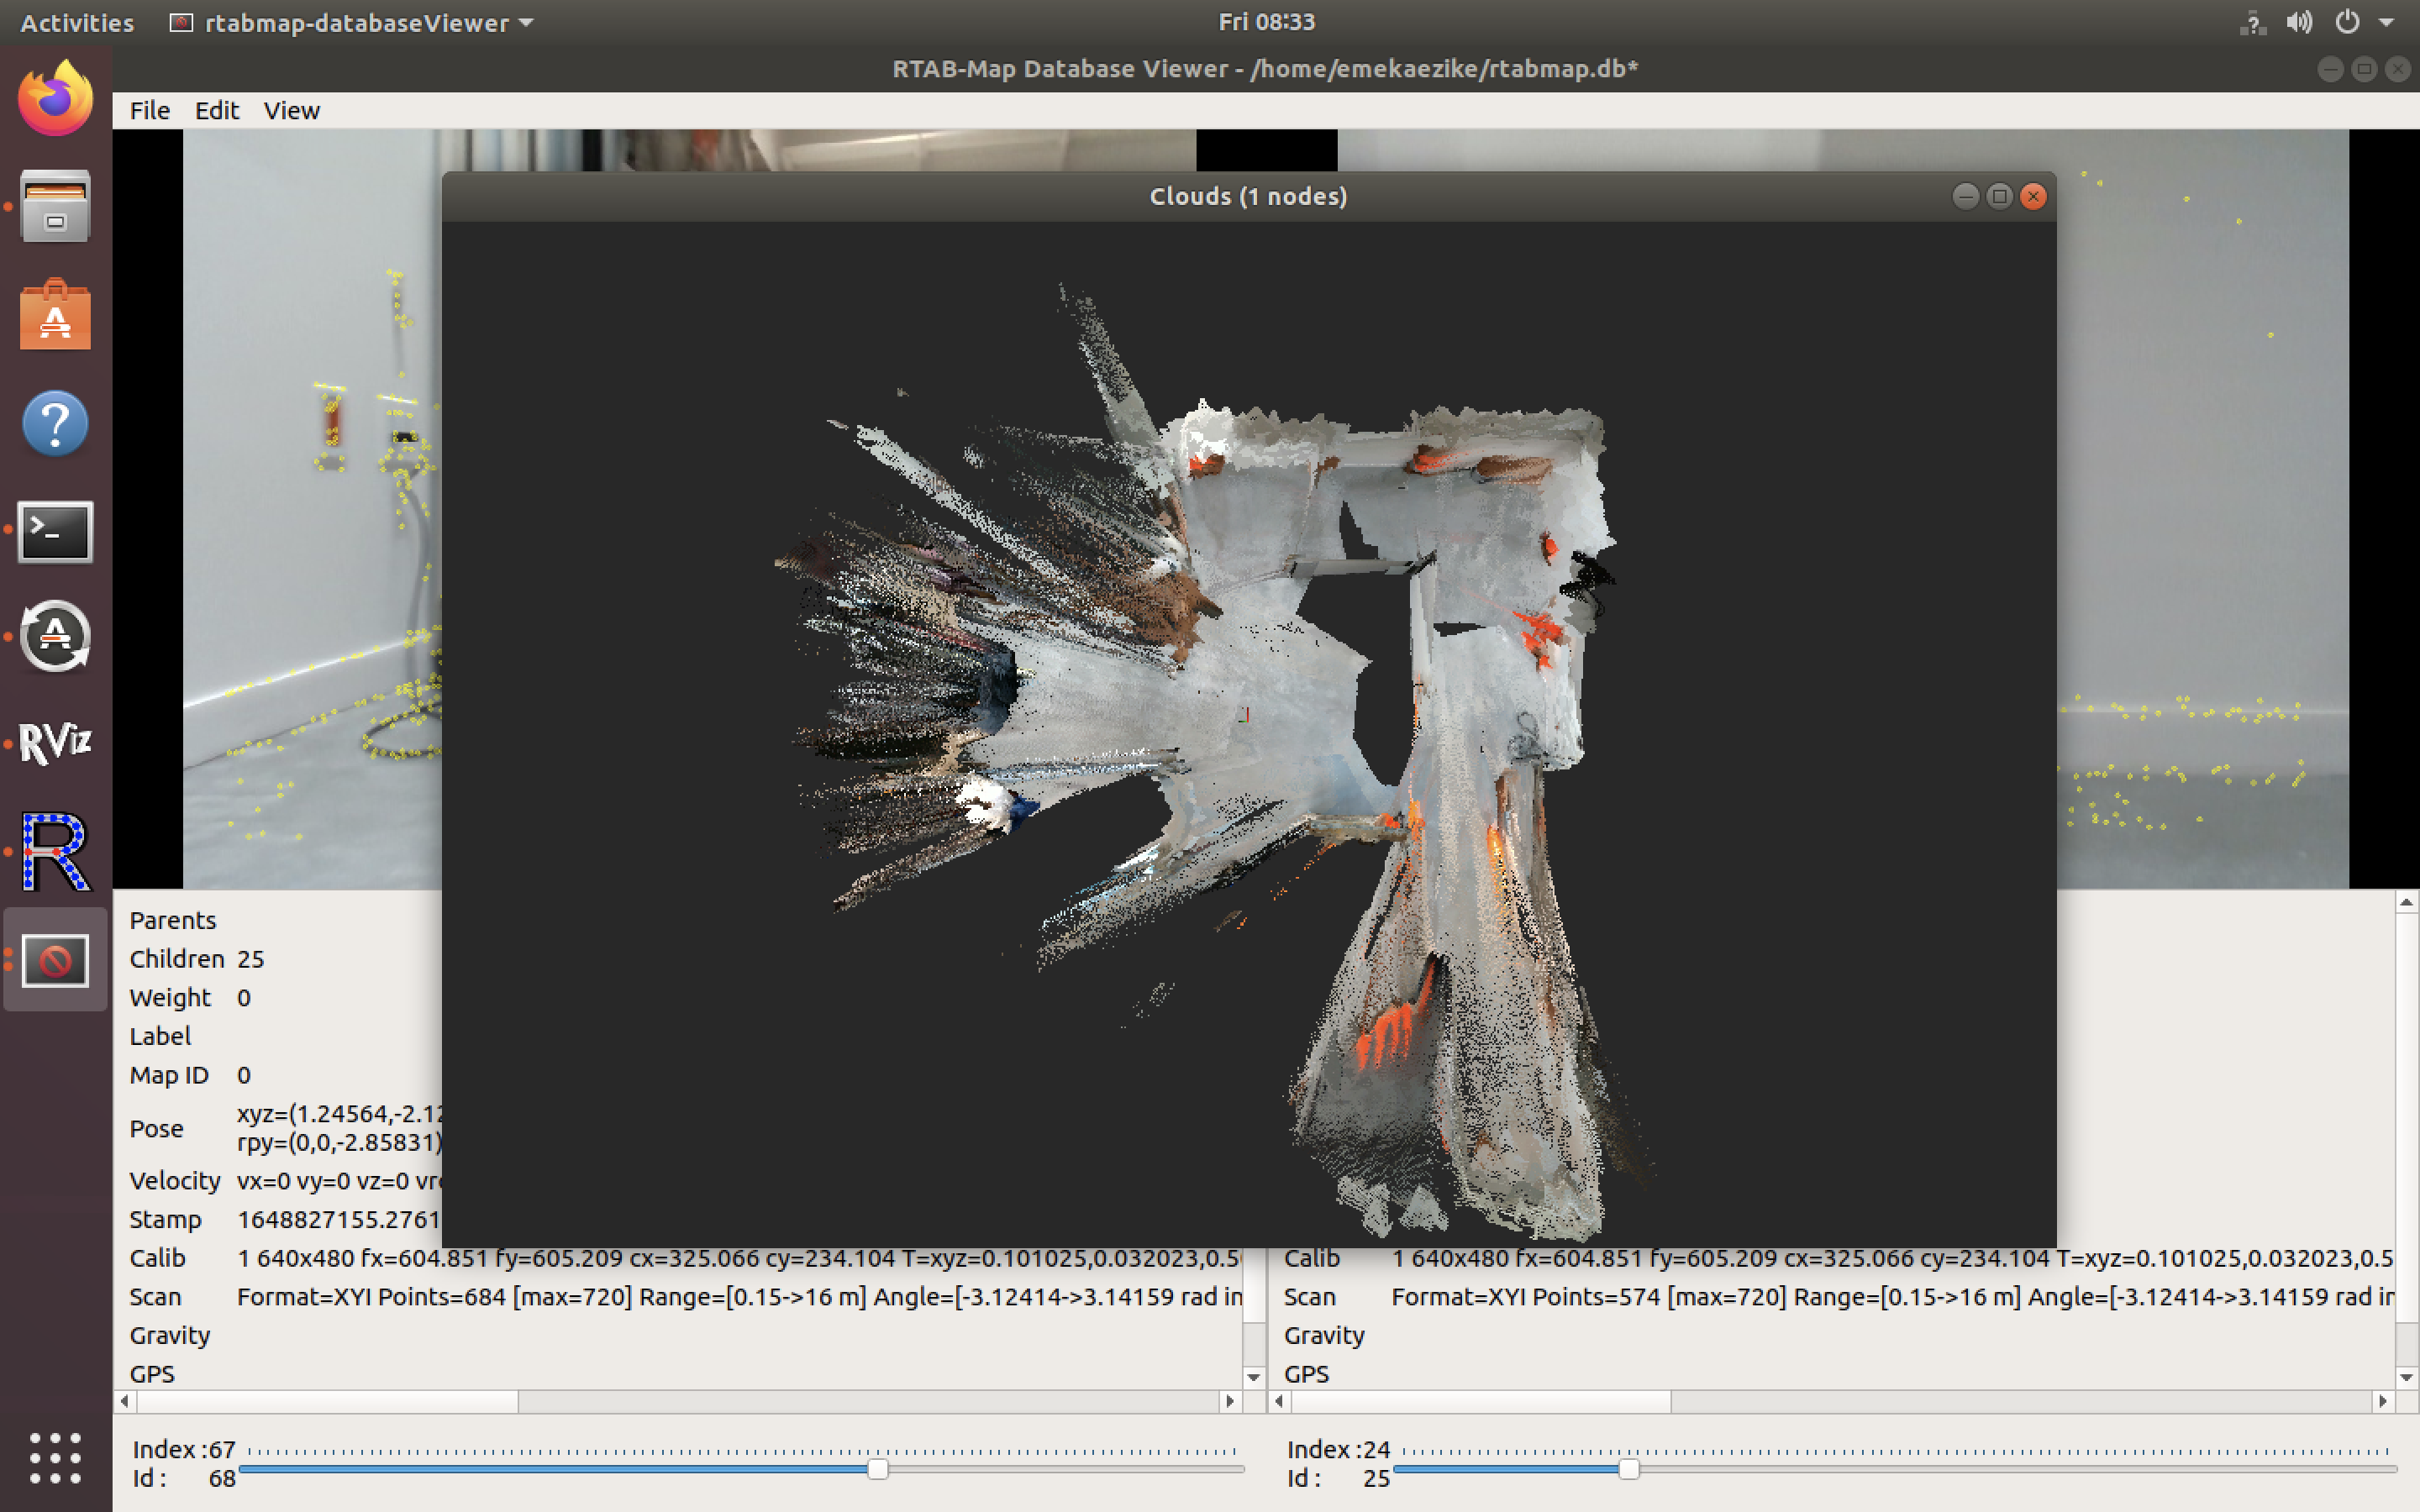 Activities rtabmap-databaseViewer Fri 08:33
RTAB-Map Database Viewer - /home/emekaezike/rtabmap.db*
File Edit View
Clouds (1 nodes)
RViz
Parents
Children 25
Weight 0
Label
Map ID 0
Pose xyz=(1.24564,-2.12
rpy=(0,0,-2.85831)
Velocity vx=0 vy=0 vz=0
Stamp 1648827155.2761
Calib 1 640x480 fx=604.851 fy=605.209 cx=325.066 cy=234.104 T=xyz=0.101025,0.032023,0.5
Scan Format=XYI Points=684 [max=720] Range=[0.15->16 m] Angle=[-3.12414->3.14159 rad in
Gravity
GPS
Calib 1 640x480 fx=604.851 fy=605.209 cx=325.066 cy=234.104 T=xyz=0.101025,0.032023,0.5
Scan Format=XYI Points=574 [max=720] Range=[0.15->16 m] Angle=[-3.12414->3.14159 rad ir
Gravity
GPS
Index :67
Id : 68
Index :24
Id : 25